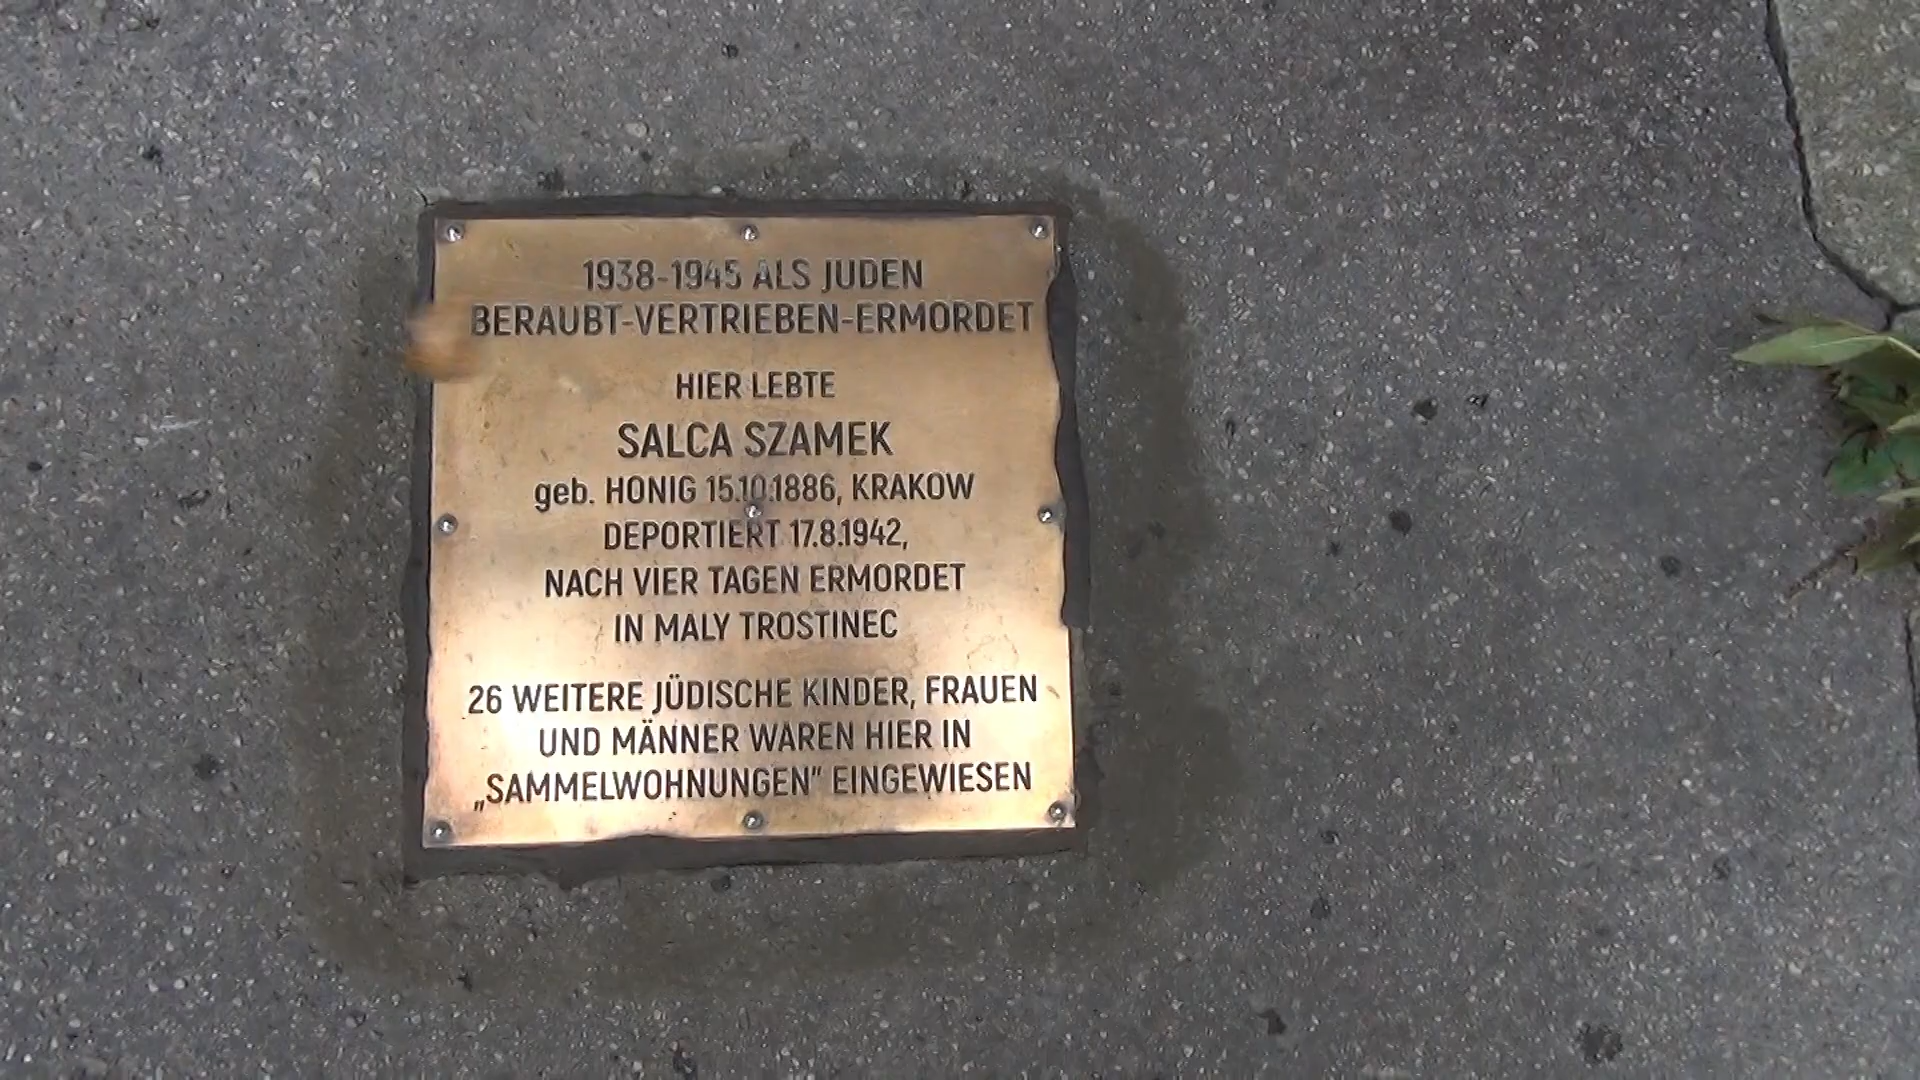 1938-1945 ALS JUDEN
BERAUBT-VERTRIEBEN-ERMORDET
HIER LEBTE
SALCA SZAMEK
geb. HONIG 15.10.1886, KRAKOW
DEPORTIERT 17.8.1942,
NACH VIER TAGEN ERMORDET
IN MALY TROSTINEC
26 WEITERE JÜDISCHE KINDER, FRAUEN
UND MÄNNER WAREN HIER IN
„SAMMELWOHNUNGEN" EINGEWIESEN